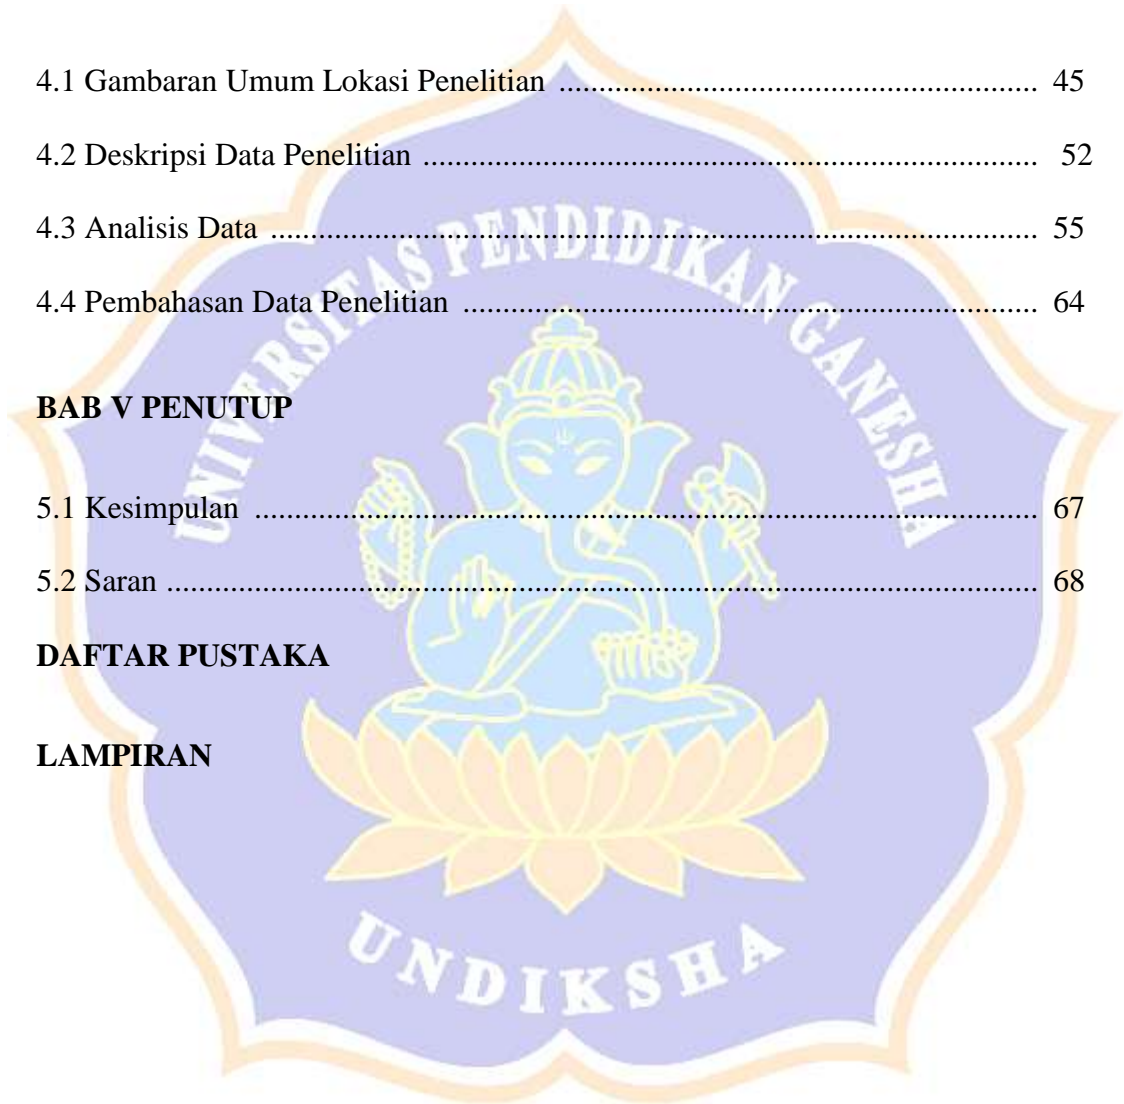 4.1 Gambaran Umum Lokasi Penelitian ............................................................ 45
4.2 Deskripsi Data Penelitian ............................................................................. 52
4.3 Analisis Data ................................................................................................ 55
4.4 Pembahasan Data Penelitian ........................................................................ 64
UNIVERSITAS PENDIDIKAN GANESHA
BAB V PENUTUP
5.1 Kesimpulan .................................................................................................. 67
5.2 Saran ............................................................................................................. 68
DAFTAR PUSTAKA
LAMPIRAN
UNDIKSHA